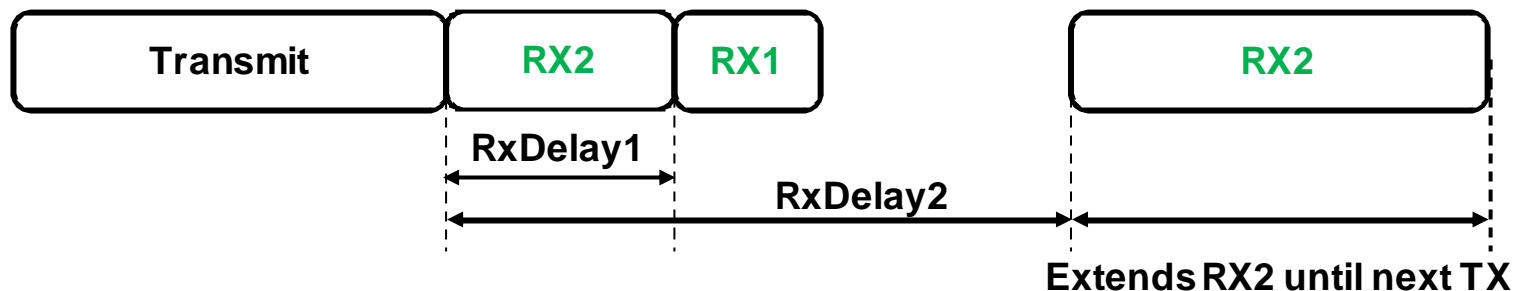 Transmit RX2 RX1 RX2
RxDelay1
RxDelay2
Extends RX2 until next TX